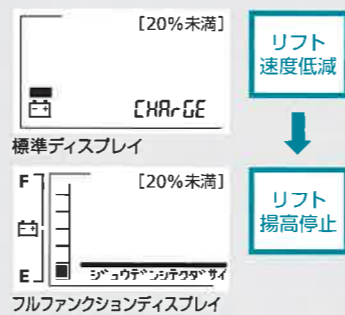 [20%未満]
CHArGE
標準ディスプレイ
リフト
速度低減
F
[20%未満]
E
ジュウデンシテクダサイ
フルファンクションディスプレイ
リフト
揚高停止